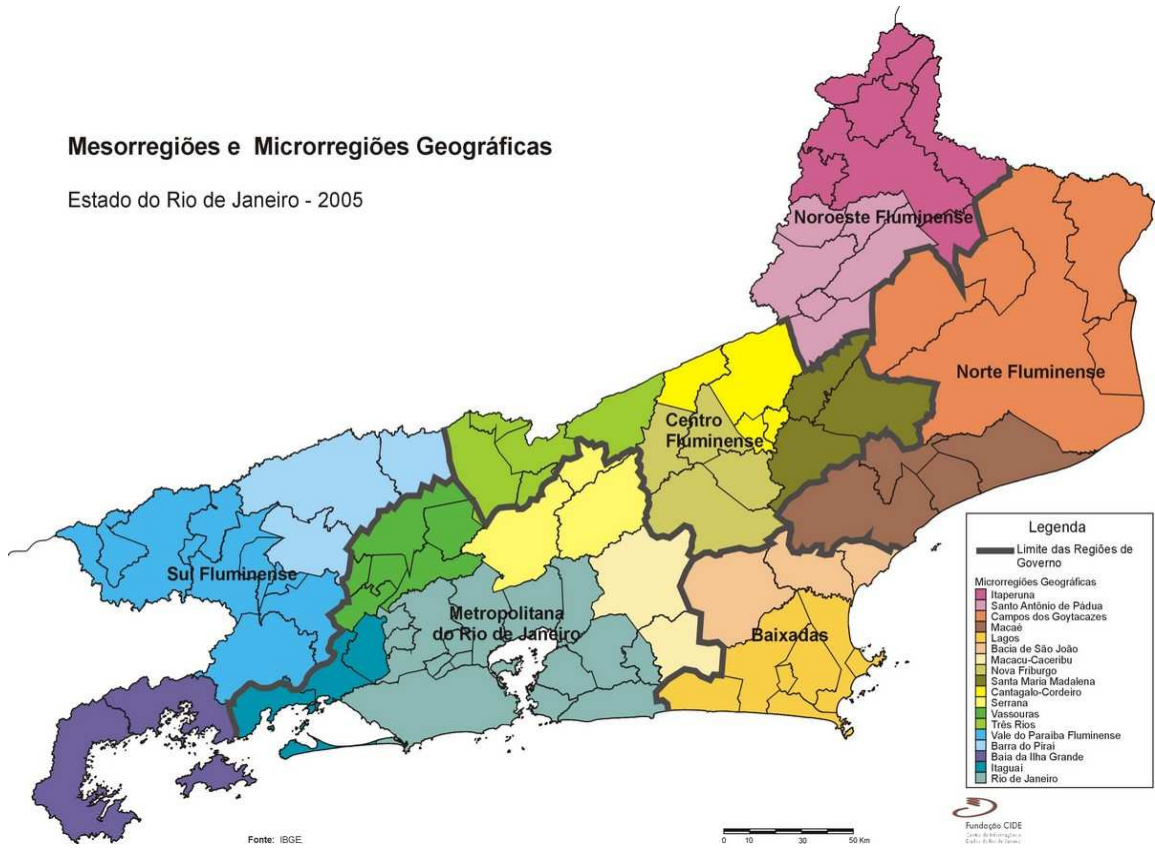 Mesorregiões e Microrregiões Geográficas
Estado do Rio de Janeiro - 2005
Noroeste Fluminense
Norte Fluminense
Centro
Fluminense
Sul Fluminense
Metropolitana
do Rio de Janeiro
Baixadas
Legenda
Limite das Regiões de
Governo
Microrregiões Geográficas
Itaperuna
Santo Antônio de Pádua
Campos dos Goytacazes
Macaé
Lagos
Bacia de São João
Macacu-Caceribu
Nova Friburgo
Santa Maria Madalena
Cantagalo-Cordeiro
Serrana
Vassouras
Três Rios
Vale do Paraiba Fluminense
Barra do Pirai
Baia da Ilha Grande
Itaguai
Rio de Janeiro
Fonte: IBGE
0 10 30 50 Km
Fundação CIDE